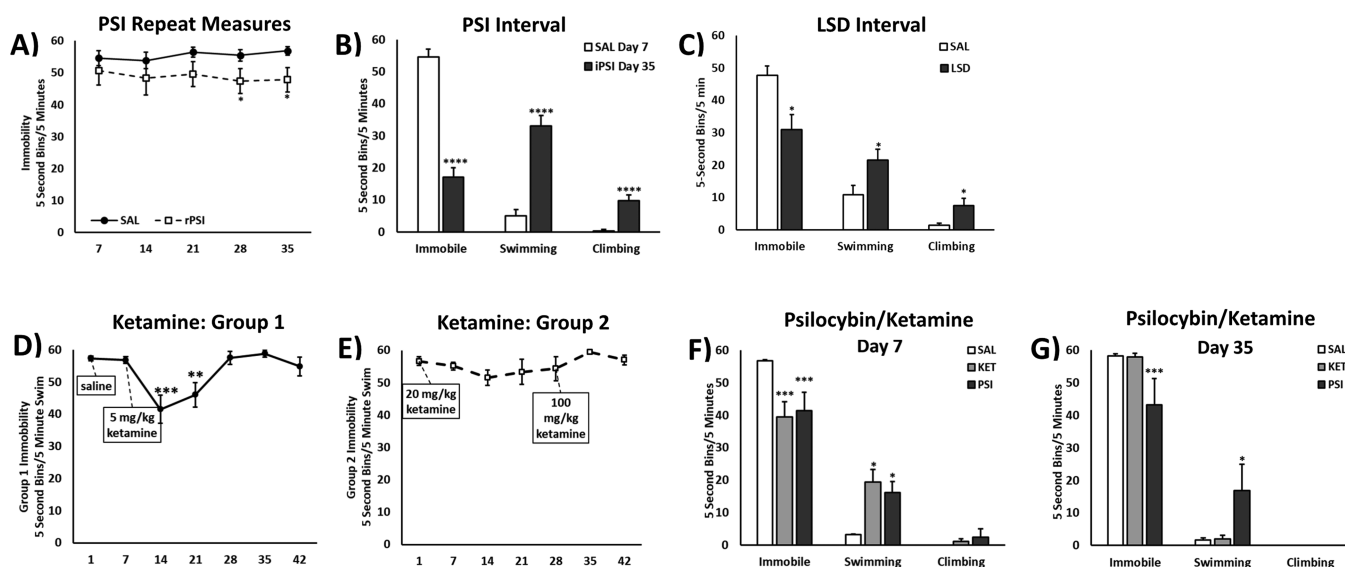 PSI Repeat Measures
A)
Immobility
5 Second Bins/5 Minutes
60
50
40
30
20
10
0
*
*
SAL
rPSI
7 14 21 28 35
PSI Interval
B)
5 Second Bins/5 Minutes
60
50
40
30
20
10
0
SAL Day 7
iPSI Day 35
****
****
****
Immobile Swimming Climbing
LSD Interval
C)
5-Second Bins/5 min
60
50
40
30
20
10
0
SAL
LSD
*
*
*
Immobile Swimming Climbing
Ketamine: Group 1
D)
Group 1 Immobbility
5 Second Bins/5 Minute Swim
60
50
40
30
20
10
0
saline
5 mg/kg
ketamine
***
**
1 7 14 21 28 35 42
Ketamine: Group 2
E)
Group 2 Immobility
5 Second Bins/5 Minute Swim
60
50
40
30
20
10
0
20 mg/kg
ketamine
100
mg/kg
ketamine
1 7 14 21 28 35 42
Psilocybin/Ketamine
Day 7
F)
5 Second Bins/5 Minutes
60
50
40
30
20
10
0
SAL
KET
PSI
*** ***
* *
Immobile Swimming Climbing
Psilocybin/Ketamine
Day 35
G)
5 Second Bins/5 Minutes
60
50
40
30
20
10
0
SAL
KET
PSI
***
*
Immobile Swimming Climbing